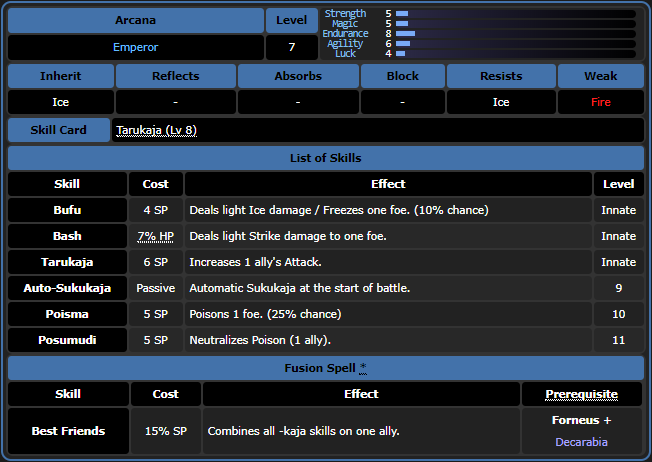 Arcana Level
Emperor 7
Strength 5
Magic 5
Endurance 8
Agility 6
Luck 4
Inherit Reflects Absorbs Block Resists Weak
Ice - - - Ice Fire
Skill Card Tarukaja (Lv 8)
List of Skills
Skill Cost Effect Level
Bufu 4 SP Deals light Ice damage / Freezes one foe. (10% chance) Innate
Bash 7% HP Deals light Strike damage to one foe. Innate
Tarukaja 6 SP Increases 1 ally's Attack. Innate
Auto-Sukukaja Passive Automatic Sukukaja at the start of battle. 9
Poisma 5 SP Poisons 1 foe. (25% chance) 10
Posumudi 5 SP Neutralizes Poison (1 ally). 11
Fusion Spell *
Skill Cost Effect Prerequisite
Best Friends 15% SP Combines all -kaja skills on one ally. Forneus +
Decarabia